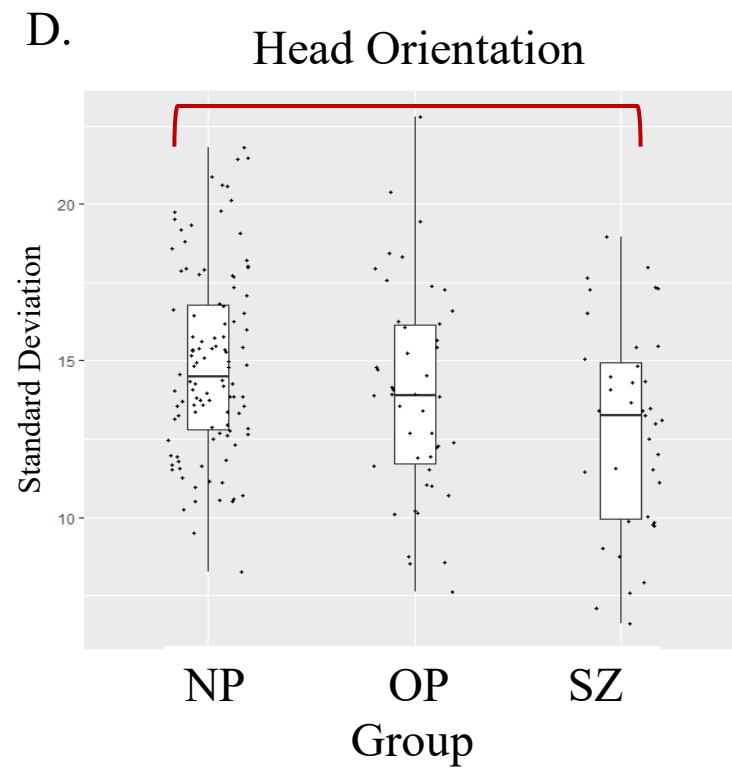 D.
Head Orientation
Standard Deviation
20
15
10
NP OP SZ
Group